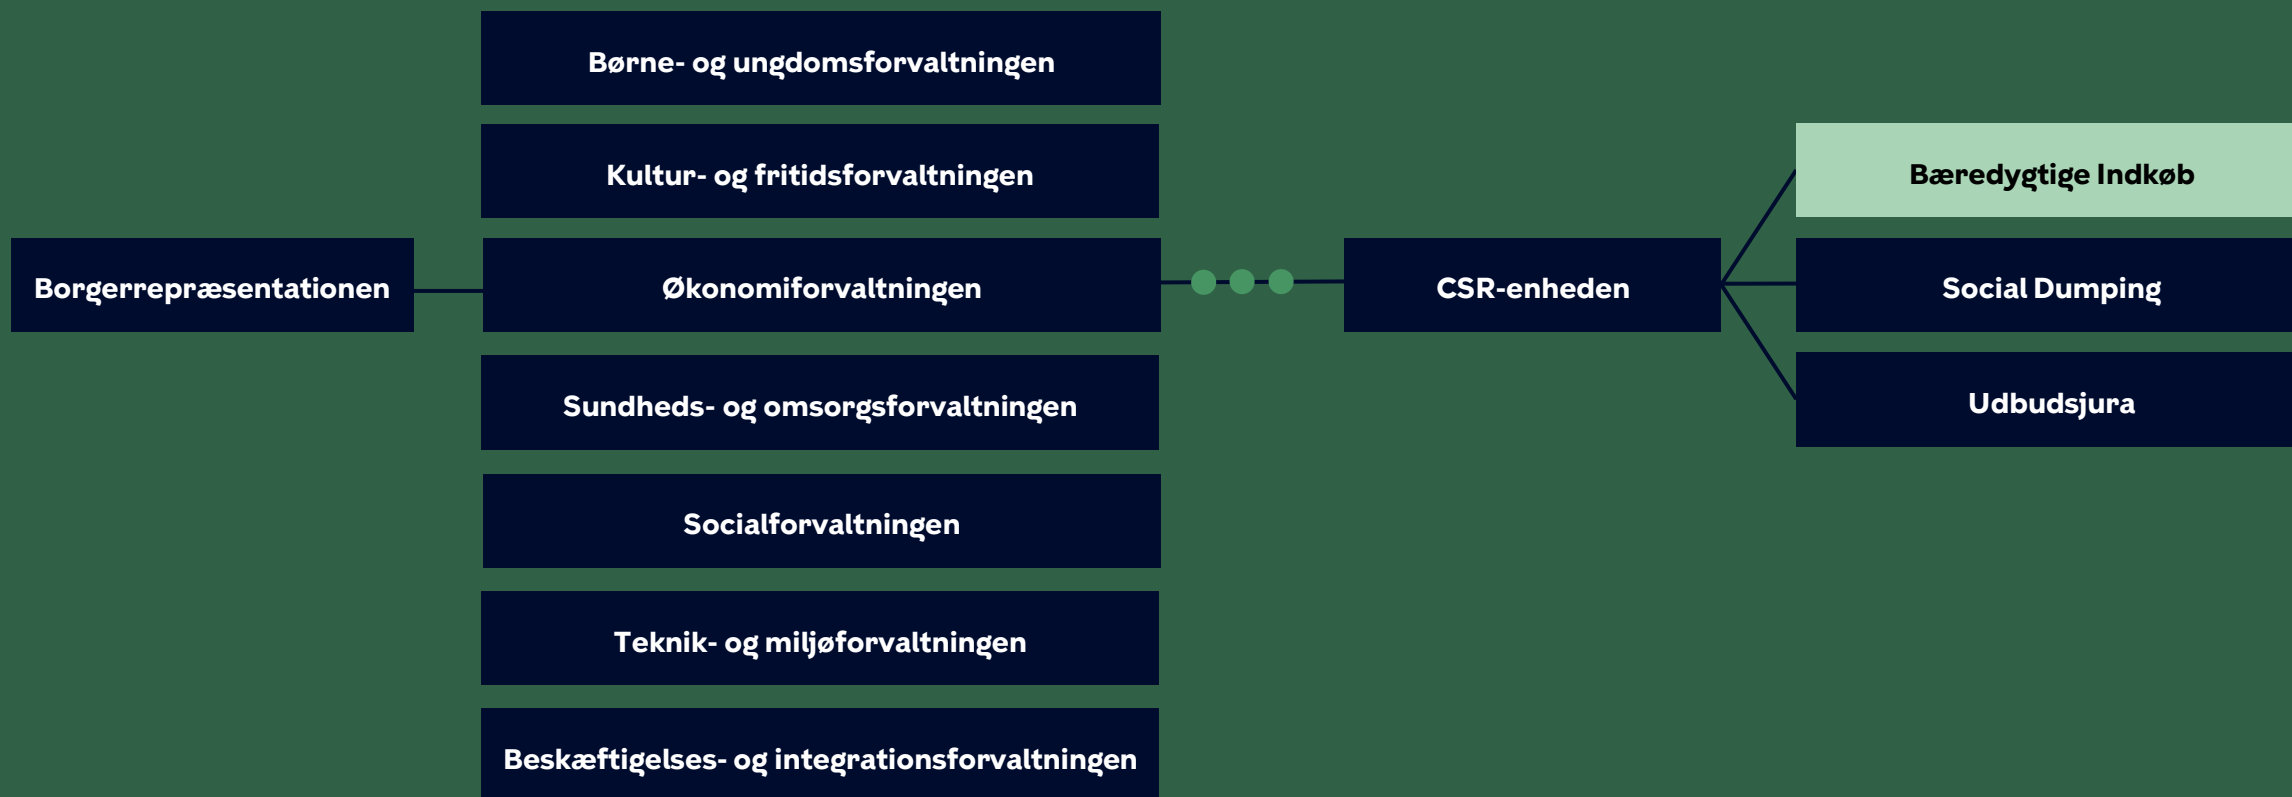 Børne- og ungdomsforvaltningen
Kultur- og fritidsforvaltningen
Borgerrepræsentationen
Økonomiforvaltningen
Sundheds- og omsorgsforvaltningen
Socialforvaltningen
Teknik- og miljøforvaltningen
Beskæftigelses- og integrationsforvaltningen
CSR-enheden
Bæredygtige Indkøb
Social Dumping
Udbudsjura